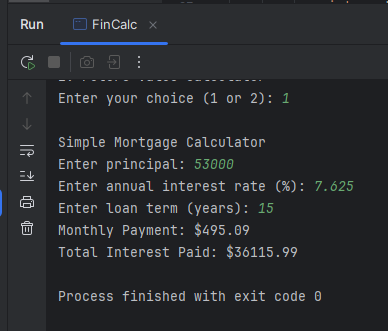 Run FinCalc
Enter your choice (1 or 2): 1
Simple Mortgage Calculator
Enter principal: 53000
Enter annual interest rate (%): 7.625
Enter loan term (years): 15
Monthly Payment: $495.09
Total Interest Paid: $36115.99
Process finished with exit code 0